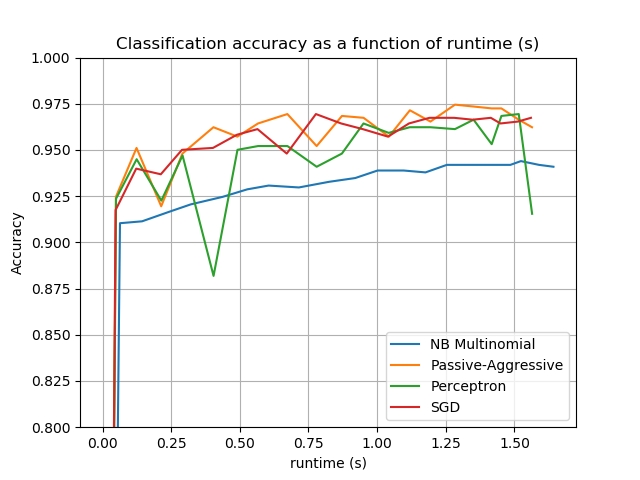 Classification accuracy as a function of runtime (s)
1.000
0.975
0.950
0.925
0.900
0.875
0.850
0.825
0.800
Accuracy
0.00 0.25 0.50 0.75 1.00 1.25 1.50
runtime (s)
NB Multinomial
Passive-Aggressive
Perceptron
SGD